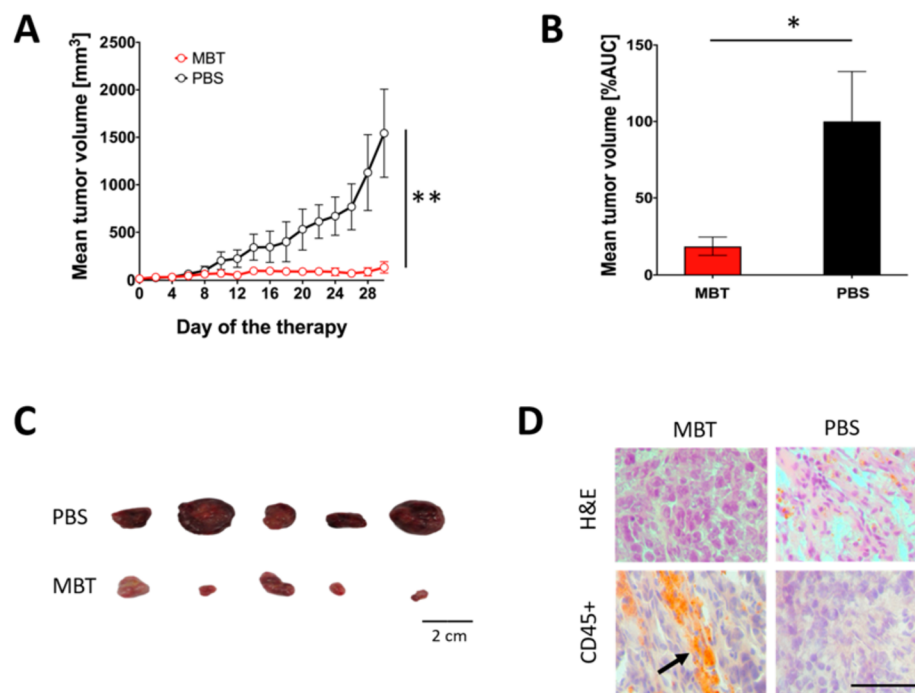 A
Mean tumor volume [mm³]
2500
2000
1500
1000
500
0
MBT
PBS
**
0 4 8 12 16 20 24 28
Day of the therapy
B
Mean tumor volume [%AUC]
150
100
50
0
*
MBT PBS
C
PBS
MBT
2 cm
D
MBT PBS
H&E
CD45+